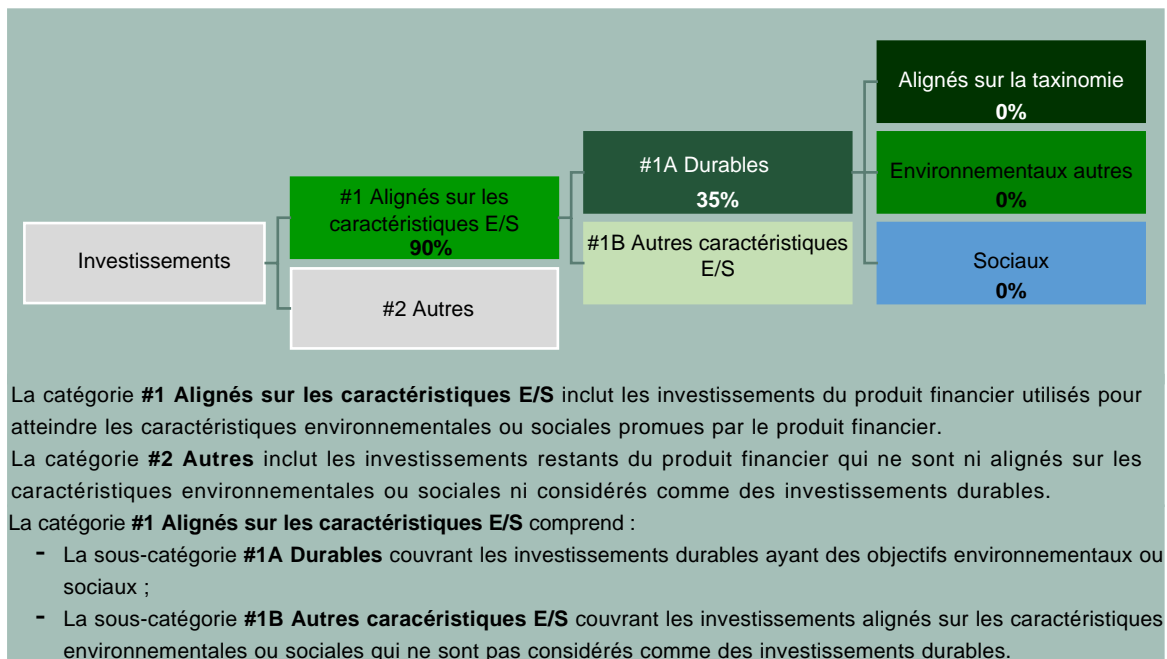 Investissements
#1 Alignés sur les
caractéristiques E/S
90%
#2 Autres
#1A Durables
35%
#1B Autres caractéristiques
E/S
Alignés sur la taxinomie
0%
Environnementaux autres
0%
Sociaux
0%
La catégorie #1 Alignés sur les caractéristiques E/S inclut les investissements du produit financier utilisés pour
atteindre les caractéristiques environnementales ou sociales promues par le produit financier.
La catégorie #2 Autres inclut les investissements restants du produit financier qui ne sont ni alignés sur les
caractéristiques environnementales ou sociales ni considérés comme des investissements durables.
La catégorie #1 Alignés sur les caractéristiques E/S comprend :
- La sous-catégorie #1A Durables couvrant les investissements durables ayant des objectifs environnementaux ou
sociaux ;
- La sous-catégorie #1B Autres caracéristiques E/S couvrant les investissements alignés sur les caractéristiques
environnementales ou sociales qui ne sont pas considérés comme des investissements durables.